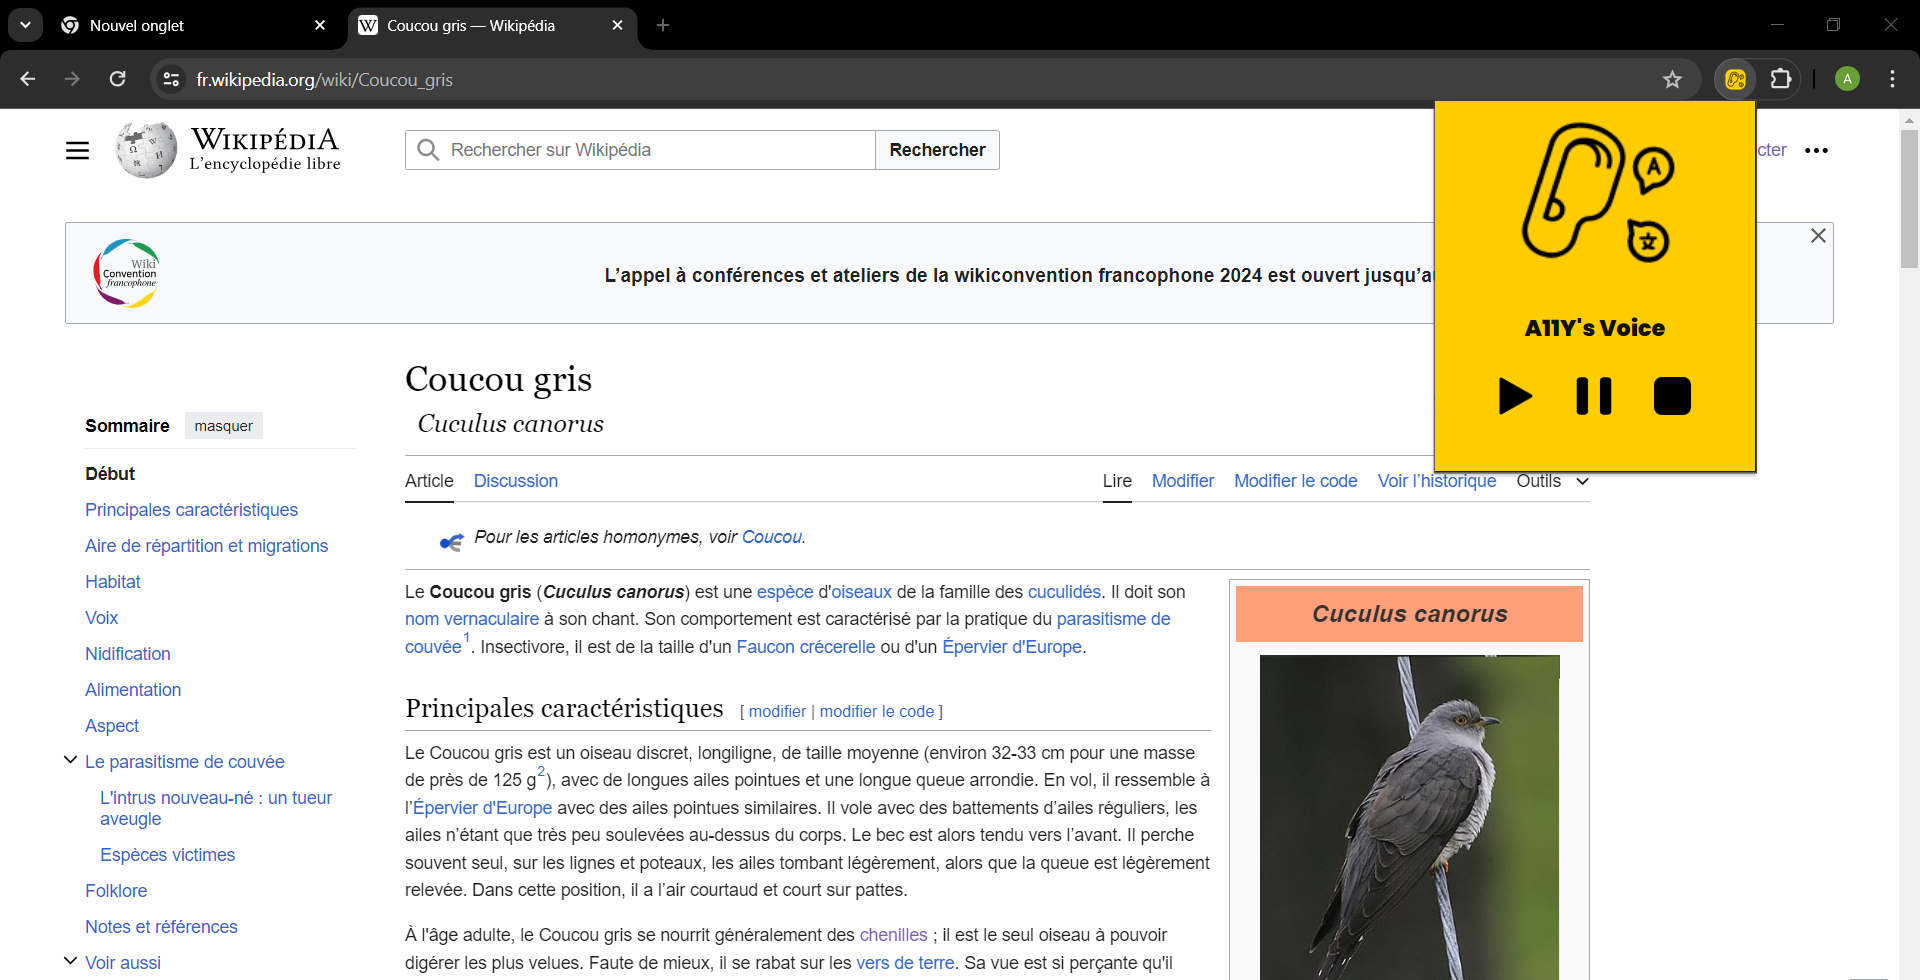 Nouvel onglet
Coucou gris — Wikipédia
fr.wikipedia.org/wiki/Coucou_gris
A
WIKIPÉDIA
L'encyclopédie libre
Rechercher sur Wikipédia
Rechercher
cter
Wiki
Convention
francophone
L'appel à conférences et ateliers de la wikiconvention francophone 2024 est ouvert jusqu'au
A
文
A11Y's Voice
Coucou gris
Cuculus canorus
Sommaire masquer
Début
Principales caractéristiques
Aire de répartition et migrations
Habitat
Voix
Nidification
Alimentation
Aspect
Le parasitisme de couvée
L'intrus nouveau-né : un tueur
aveugle
Espèces victimes
Folklore
Notes et références
Voir aussi
Article Discussion Lire Modifier Modifier le code Voir l'historique Outils
Pour les articles homonymes, voir Coucou.
Le Coucou gris (Cuculus canorus) est une espèce d'oiseaux de la famille des cuculidés. Il doit son
nom vernaculaire à son chant. Son comportement est caractérisé par la pratique du parasitisme de
couvée1. Insectivore, il est de la taille d'un Faucon crécerelle ou d'un Épervier d'Europe.
Principales caractéristiques [ modifier | modifier le code ]
Le Coucou gris est un oiseau discret, longiligne, de taille moyenne (environ 32-33 cm pour une masse
de près de 125 g2), avec de longues ailes pointues et une longue queue arrondie. En vol, il ressemble à
l'Épervier d'Europe avec des ailes pointues similaires. Il vole avec des battements d'ailes réguliers, les
ailes n'étant que très peu soulevées au-dessus du corps. Le bec est alors tendu vers l'avant. Il perche
souvent seul, sur les lignes et poteaux, les ailes tombant légèrement, alors que la queue est légèrement
relevée. Dans cette position, il a l'air courtaud et court sur pattes.
À l'âge adulte, le Coucou gris se nourrit généralement des chenilles ; il est le seul oiseau à pouvoir
digérer les plus velues. Faute de mieux, il se rabat sur les vers de terre. Sa vue est si perçante qu'il
Cuculus canorus